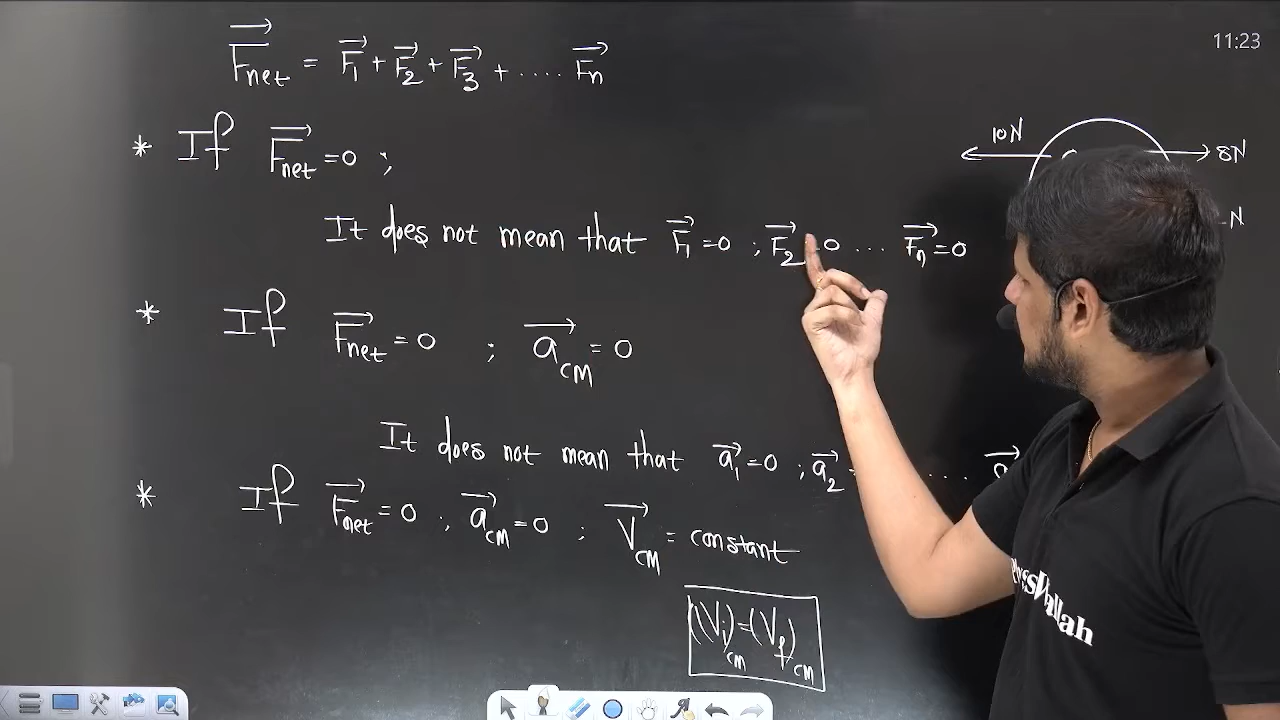 11:23
F⃗net = F⃗1 + F⃗2 + F⃗3 + .... F⃗n
* If F⃗net = 0 ;
10N
8N
It does not mean that F⃗1 = 0 ; F⃗2 = 0 ... F⃗n = 0
N
* If F⃗net = 0 ; a⃗CM = 0
It does not mean that a⃗1 = 0 ; a⃗2 = ....
* If F⃗net = 0 ; a⃗cm = 0 ; V⃗CM = constant
(Vi)cm = (Vf)cm